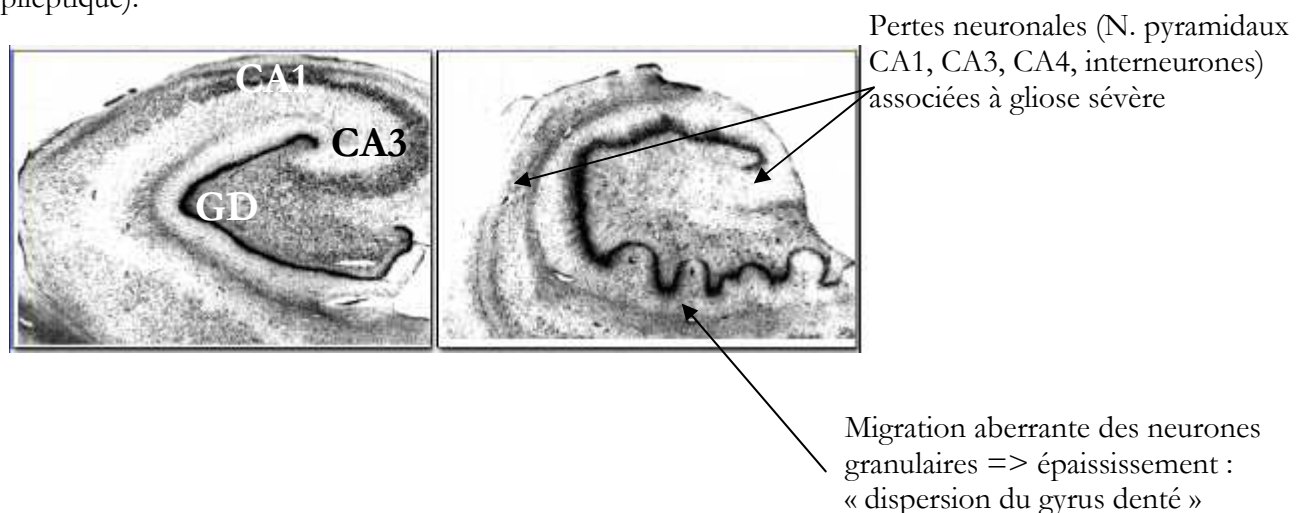 pileptique).
Pertes neuronales (N. pyramidaux
CA1, CA3, CA4, interneurones)
associées à gliose sévère
CA1
CA3
GD
Migration aberrante des neurones
granulaires => épaississement :
« dispersion du gyrus denté »